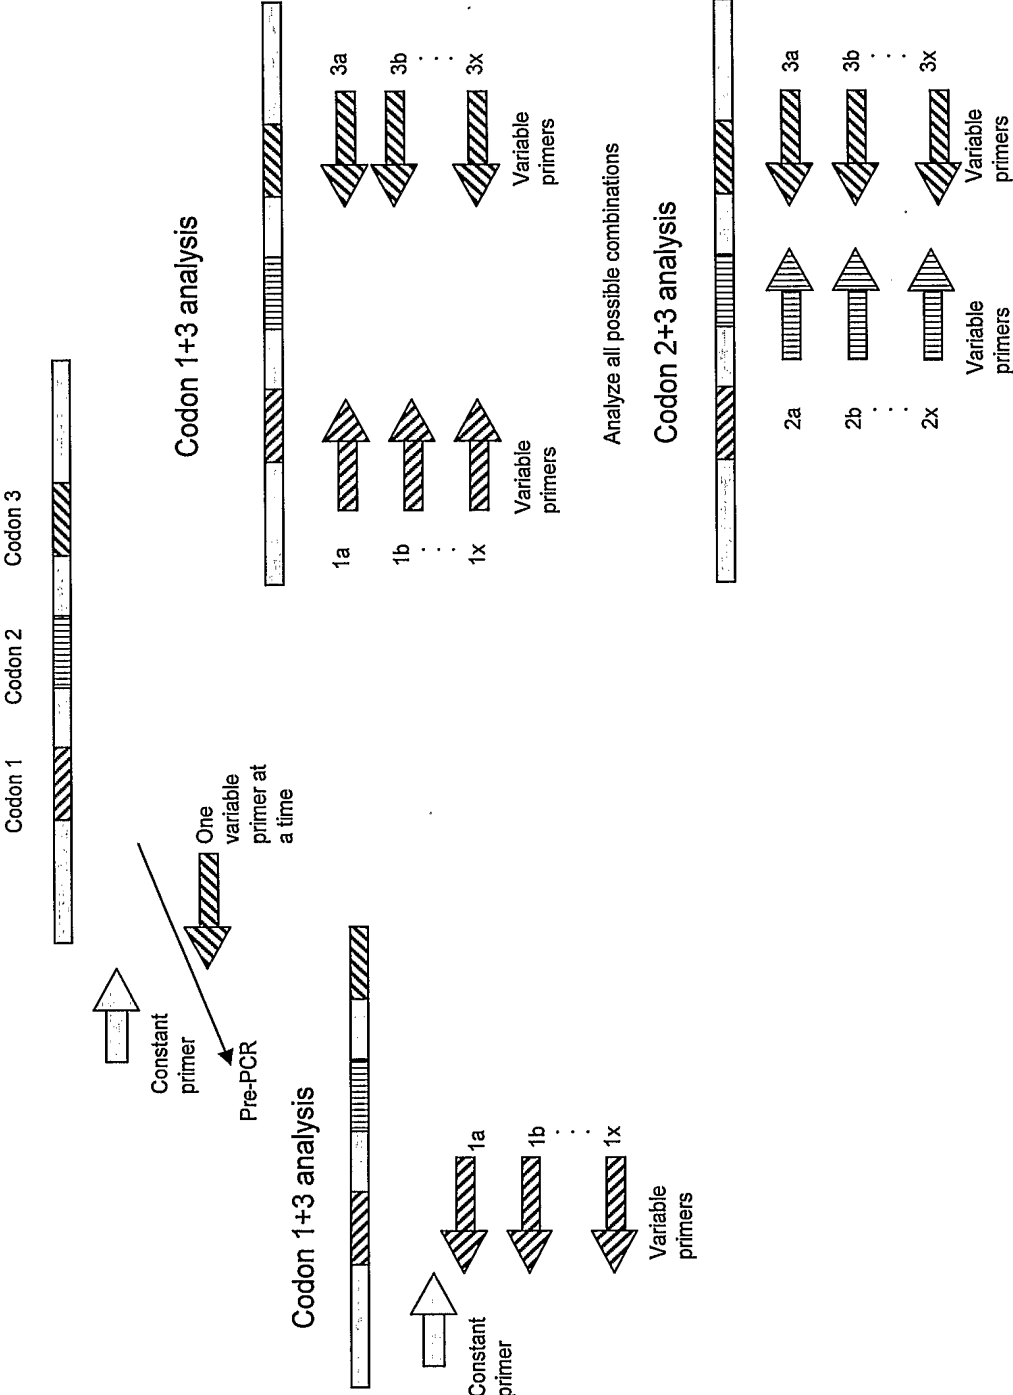 Codon 1
Codon 2
Codon 3
Constant
primer
One
variable
primer at
a time
Pre-PCR
Codon 1+3 analysis
Constant
primer
1a
1b
. . .
1x
Variable
primers
Codon 1+3 analysis
1a
1b
. . .
1x
Variable
primers
3a
3b
. . .
3x
Variable
primers
Analyze all possible combinations
Codon 2+3 analysis
2a
2b
. . .
2x
Variable
primers
3a
3b
. . .
3x
Variable
primers